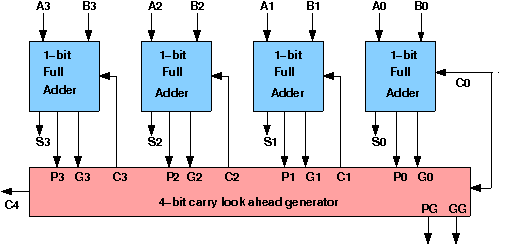 A3 B3 A2 B2 A1 B1 A0 B0
1-bit Full Adder
1-bit Full Adder
1-bit Full Adder
1-bit Full Adder
C0
S3 S2 S1 S0
P3 G3 C3 P2 G2 C2 P1 G1 C1 P0 G0
C4
4-bit carry look ahead generator
PG GG